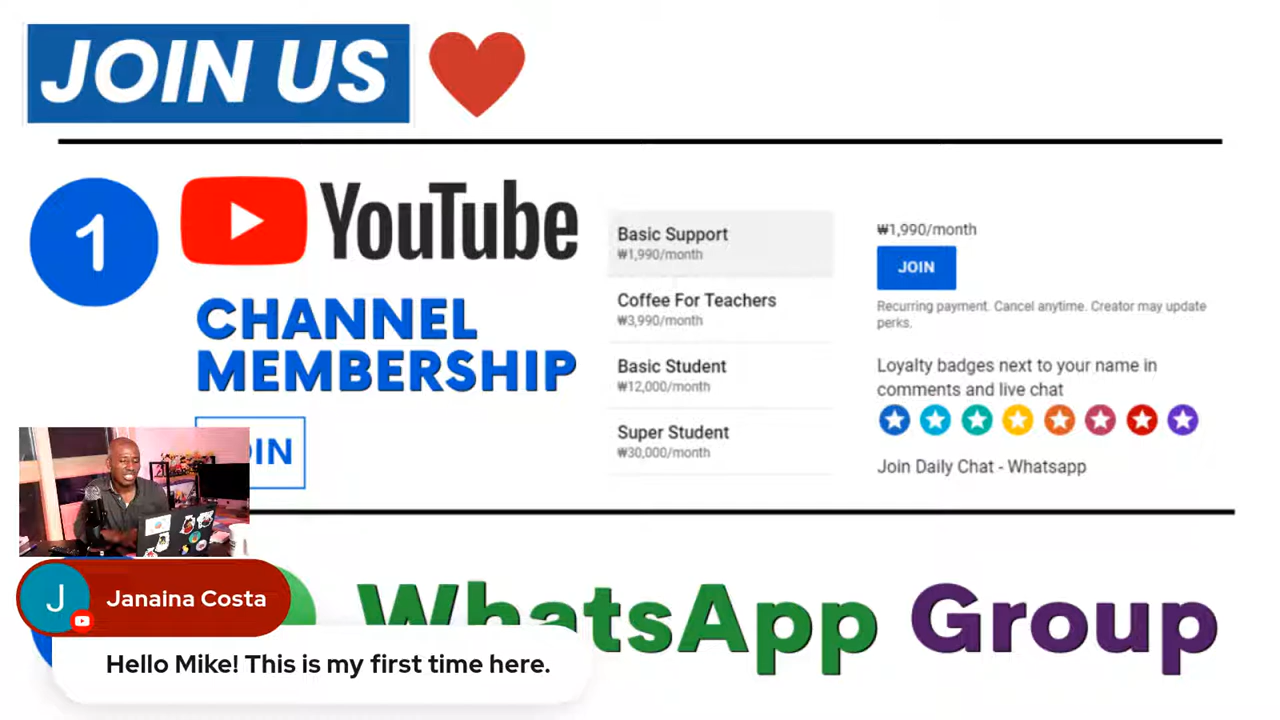 JOIN US
1
YouTube
CHANNEL
MEMBERSHIP
Basic Support
₩1,990/month
Coffee For Teachers
₩3,990/month
Basic Student
₩12,000/month
Super Student
₩30,000/month
₩1,990/month
JOIN
Recurring payment. Cancel anytime. Creator may update
perks.
Loyalty badges next to your name in
comments and live chat
Join Daily Chat - Whatsapp
WhatsApp Group
J
Janaina Costa
Hello Mike! This is my first time here.